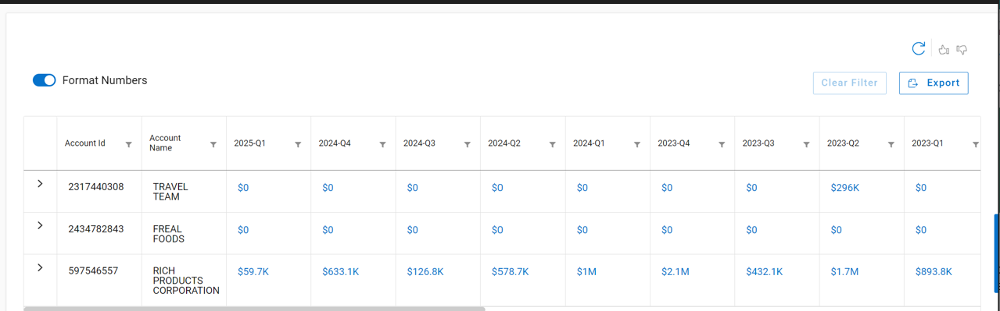 Format Numbers
Clear Filter
Export
Account Id
Account Name
2025-Q1
2024-Q4
2024-Q3
2024-Q2
2024-Q1
2023-Q4
2023-Q3
2023-Q2
2023-Q1
2317440308
TRAVEL
TEAM
$0
$0
$0
$0
$0
$0
$0
$296K
$0
2434782843
FREAL
FOODS
$0
$0
$0
$0
$0
$0
$0
$0
$0
597546557
RICH
PRODUCTS
CORPORATION
$59.7K
$633.1K
$126.8K
$578.7K
$1M
$2.1M
$432.1K
$1.7M
$893.8K